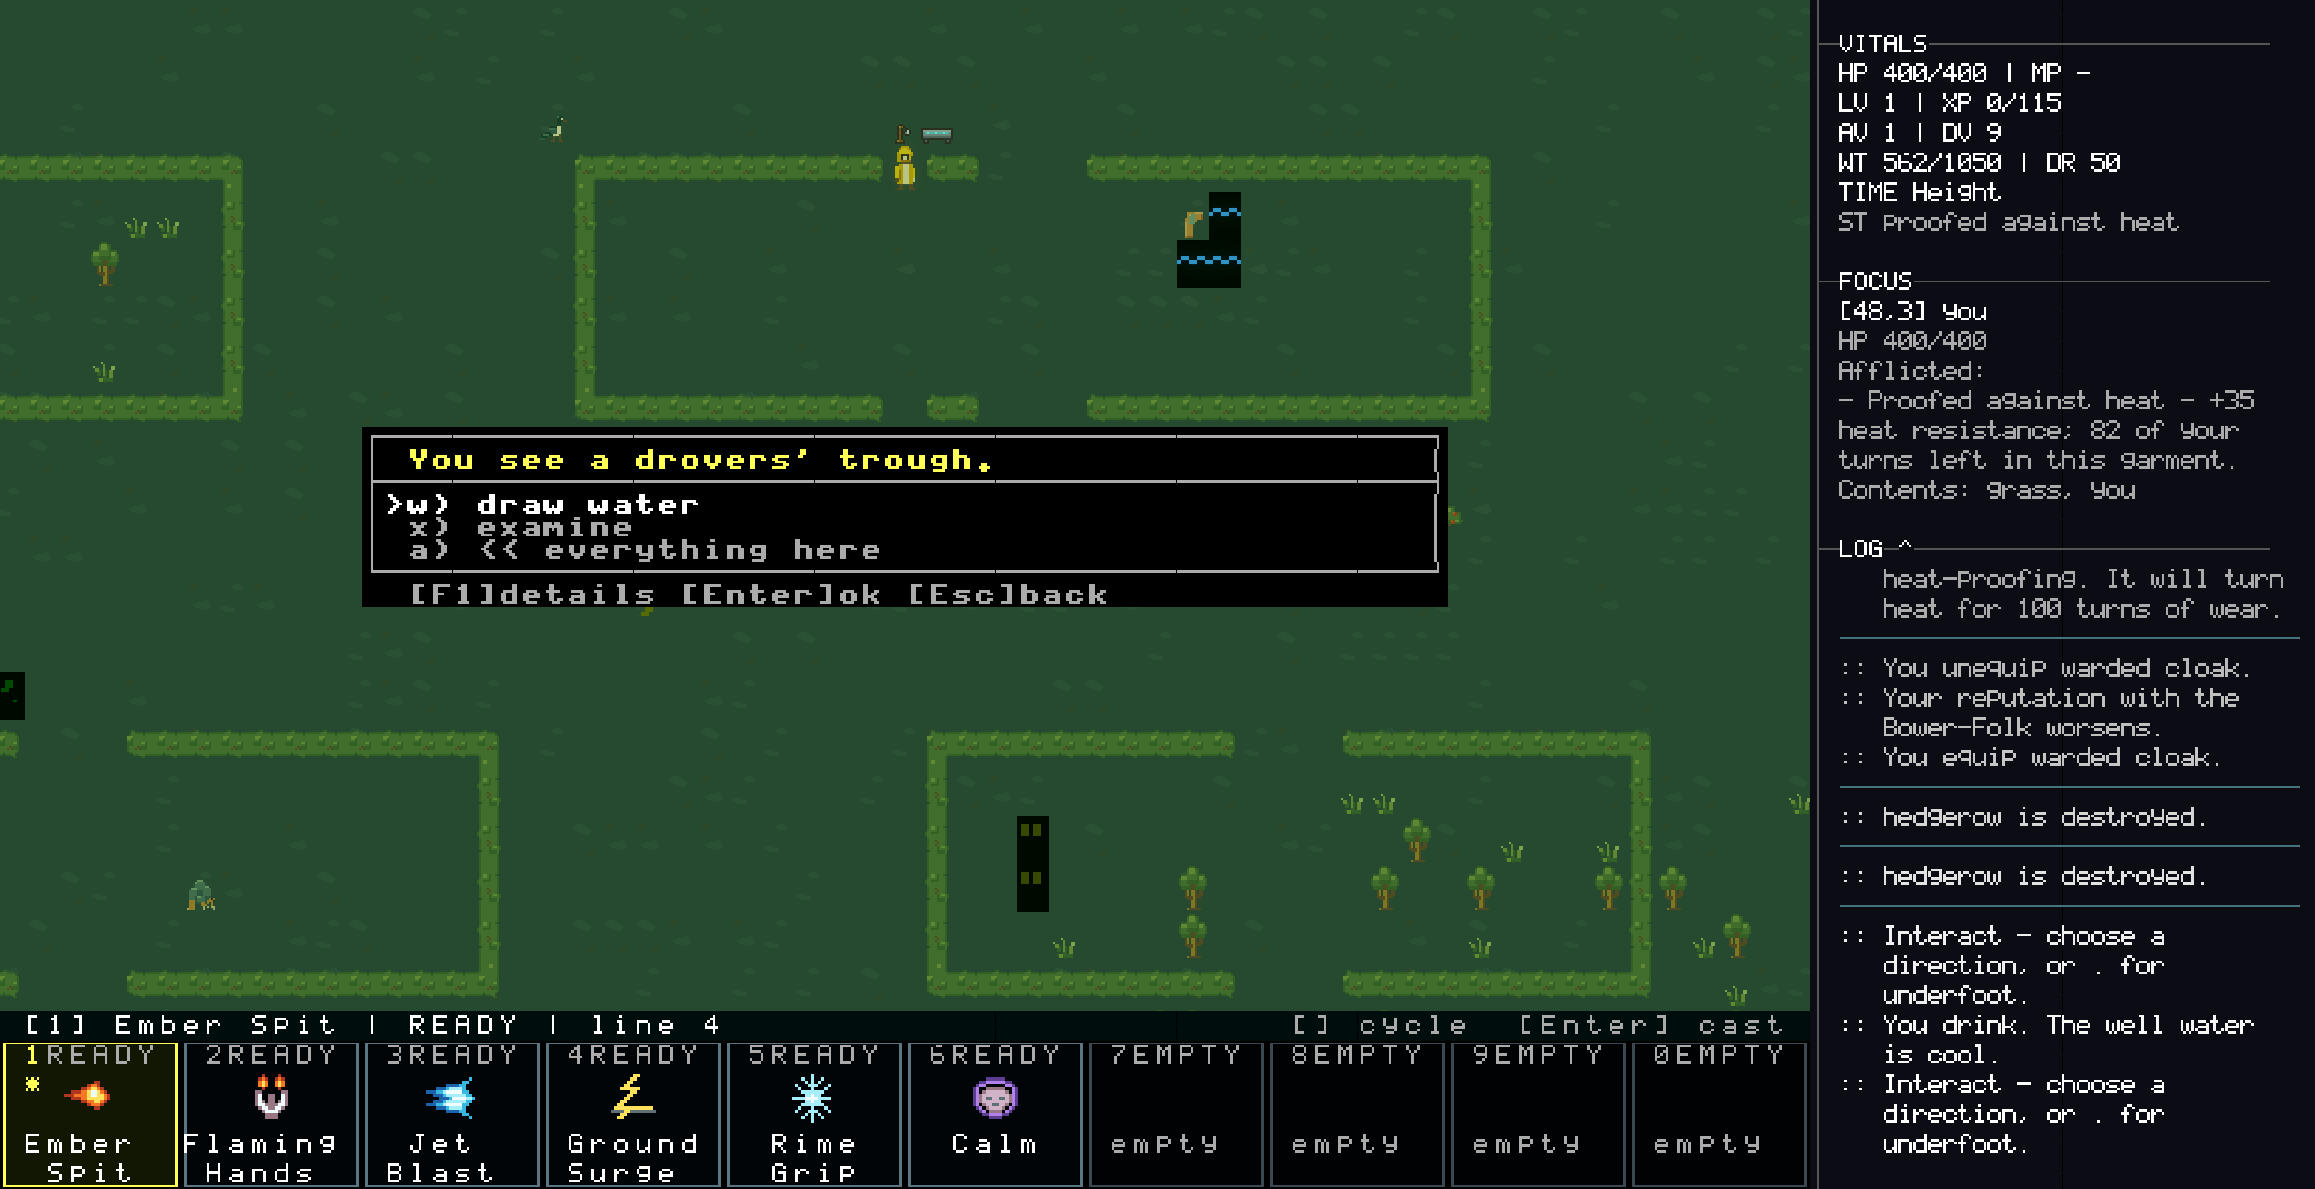 You see a drovers' trough.
>w) draw water
x) examine
a) << everything here
[F1]details [Enter]ok [Esc]back
[1] Ember Spit | READY | line 4
[] cycle [Enter] cast
1READY 2READY 3READY 4READY 5READY 6READY 7EMPTY 8EMPTY 9EMPTY 0EMPTY
Ember Flaming Jet Ground Rime Calm empty empty empty empty
Spit Hands Blast Surge Grip
VITALS
HP 400/400 | MP -
LV 1 | XP 0/115
AV 1 | DV 9
WT 562/1050 | DR 50
TIME Height
ST Proofed against heat
FOCUS
[48,3] You
HP 400/400
Afflicted:
- Proofed against heat - +35
heat resistance; 82 of your
turns left in this garment.
Contents: grass, you
LOG ^
heat-proofing. It will turn
heat for 100 turns of wear.
:: You unequip warded cloak.
:: Your reputation with the
Bower-Folk worsens.
:: You equip warded cloak.
:: hedgerow is destroyed.
:: hedgerow is destroyed.
:: Interact - choose a
direction, or . for
underfoot.
:: You drink. The well water
is cool.
:: Interact - choose a
direction, or . for
underfoot.